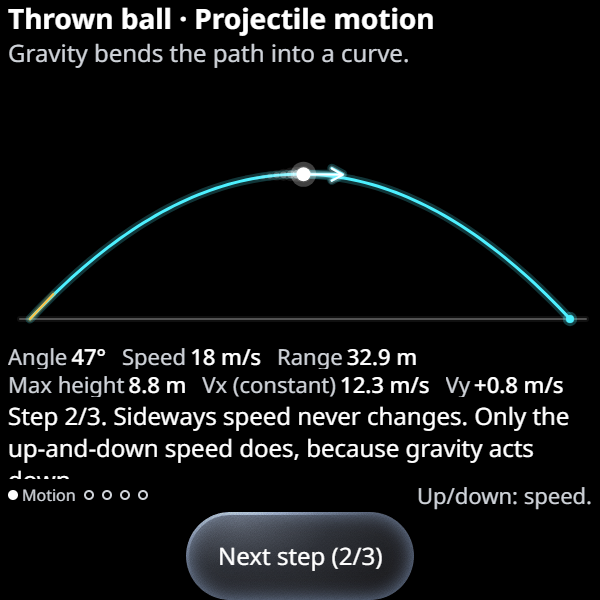 Thrown ball · Projectile motion
Gravity bends the path into a curve.
Angle 47° Speed 18 m/s Range 32.9 m
Max height 8.8 m Vx (constant) 12.3 m/s Vy +0.8 m/s
Step 2/3. Sideways speed never changes. Only the
up-and-down speed does, because gravity acts
Motion
Up/down: speed.
Next step (2/3)